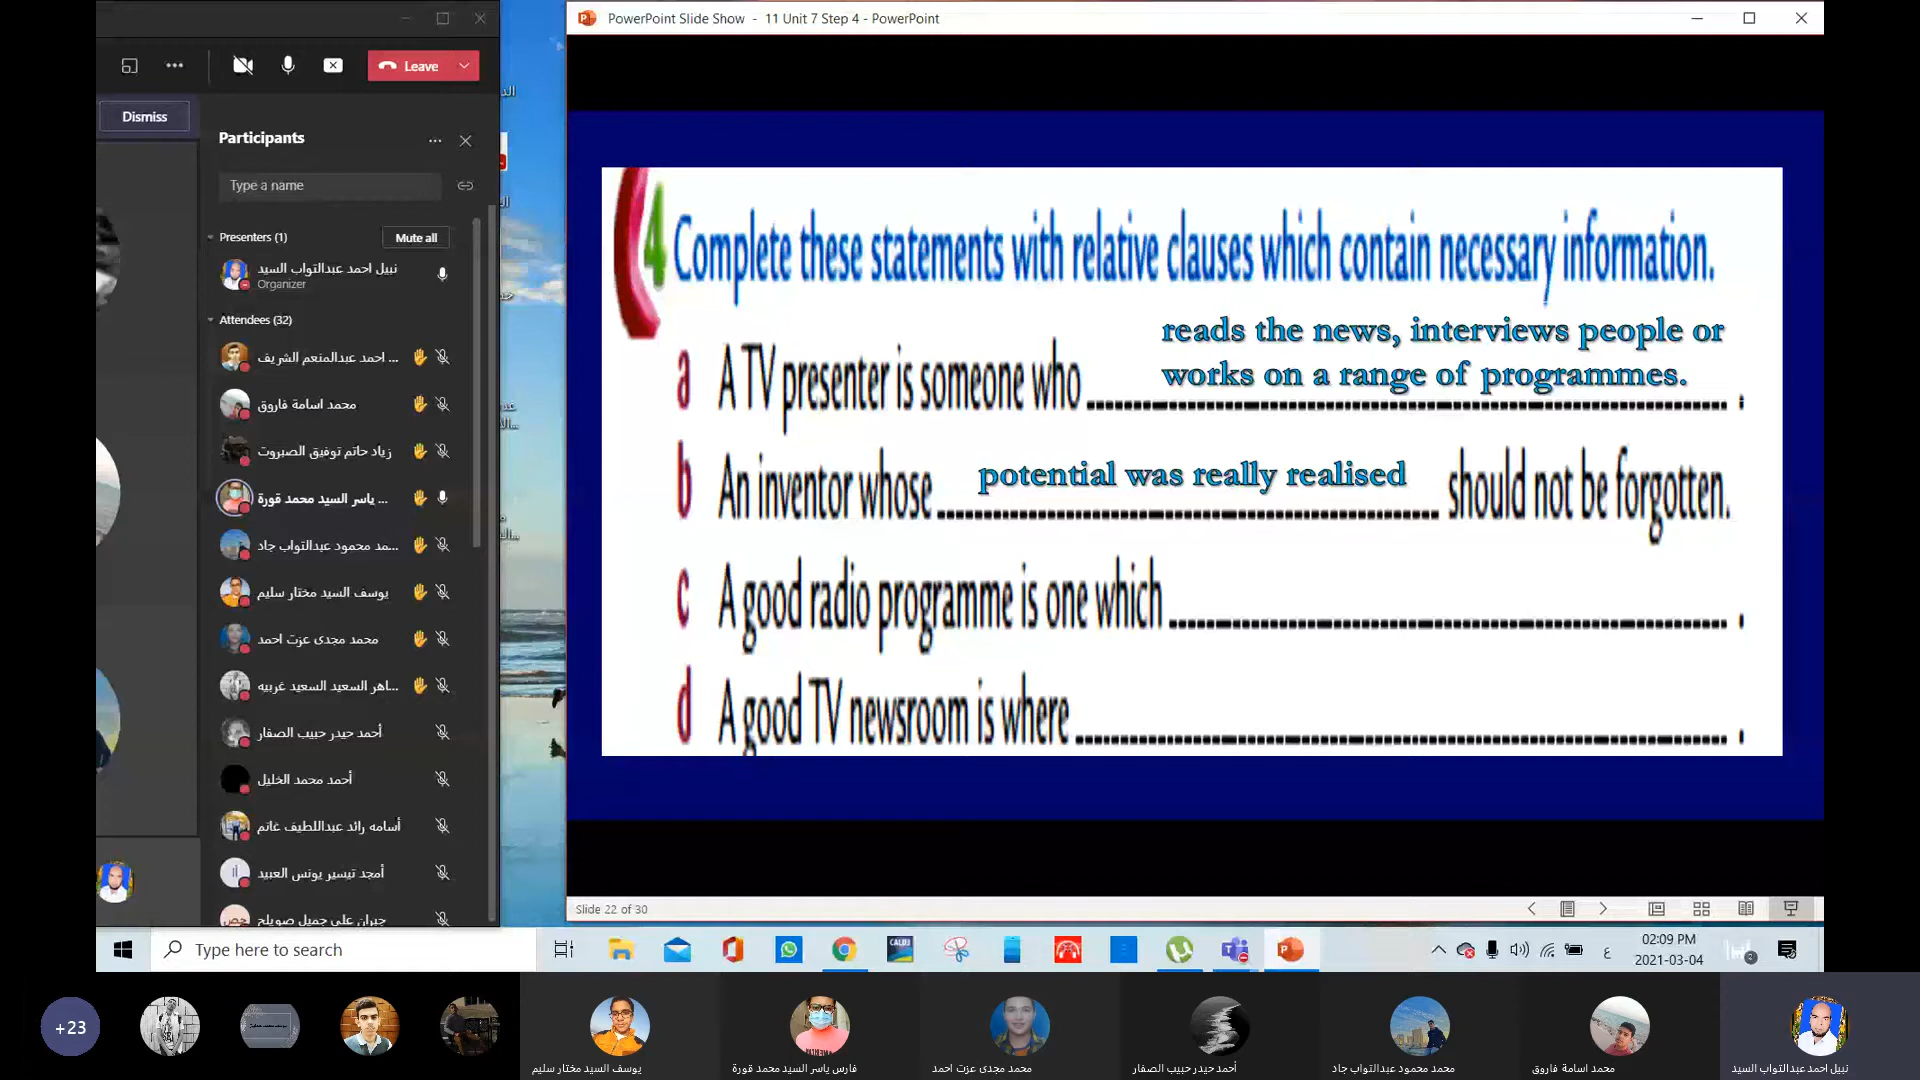 PowerPoint Slide Show - 11 Unit 7 Step 4 - PowerPoint
Leave
Dismiss
Participants
Type a name
Presenters (1)
Mute all
نبيل احمد عبدالتواب السيد
Organizer
Attendees (32)
احمد عبدالمنعم الشريف ...
محمد اسامة فاروق
زياد حاتم توفيق الصبروت
ياسر السيد محمد قورة ...
مد محمود عبدالتواب جاد...
يوسف السيد مختار سليم
محمد مجدى عزت احمد
اهر السعيد السعيد غربيه...
أحمد حيدر حبيب الصفار
أحمد محمد الخليل
أسامه رائد عبداللطيف غانم
أمجد تيسير يونس العبيد
جبران علي جميل صويلح
4 Complete these statements with relative clauses which contain necessary information.
reads the news, interviews people or
works on a range of programmes.
a A TV presenter is someone who .
b An inventor whose potential was really realised should not be forgotten.
c A good radio programme is one which .
d A good TV newsroom is where .
Slide 22 of 30
Type here to search
ع
02:09 PM
2021-03-04
+23
يوسف السيد مختار سليم
فارس ياسر السيد محمد قورة
محمد مجدى عزت احمد
أحمد حيدر حبيب الصفار
محمد محمود عبدالتواب جاد
محمد اسامة فاروق
نبيل احمد عبدالتواب السيد